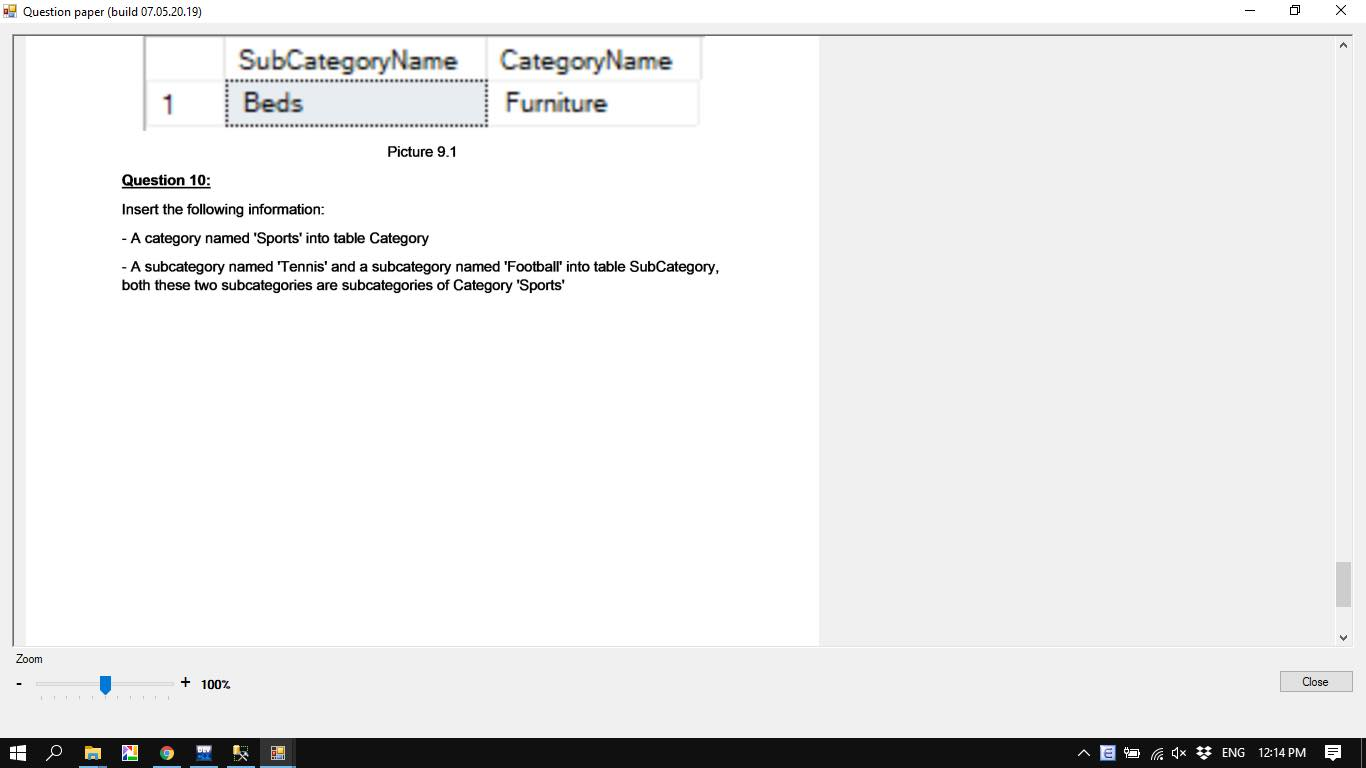 Question paper (build 07.05.20.19)
SubCategoryName CategoryName
1 Beds Furniture
Picture 9.1
Question 10:
Insert the following information:
- A category named 'Sports' into table Category
- A subcategory named 'Tennis' and a subcategory named 'Football' into table SubCategory,
both these two subcategories are subcategories of Category 'Sports'
Zoom
- + 100%
Close
ENG 12:14 PM